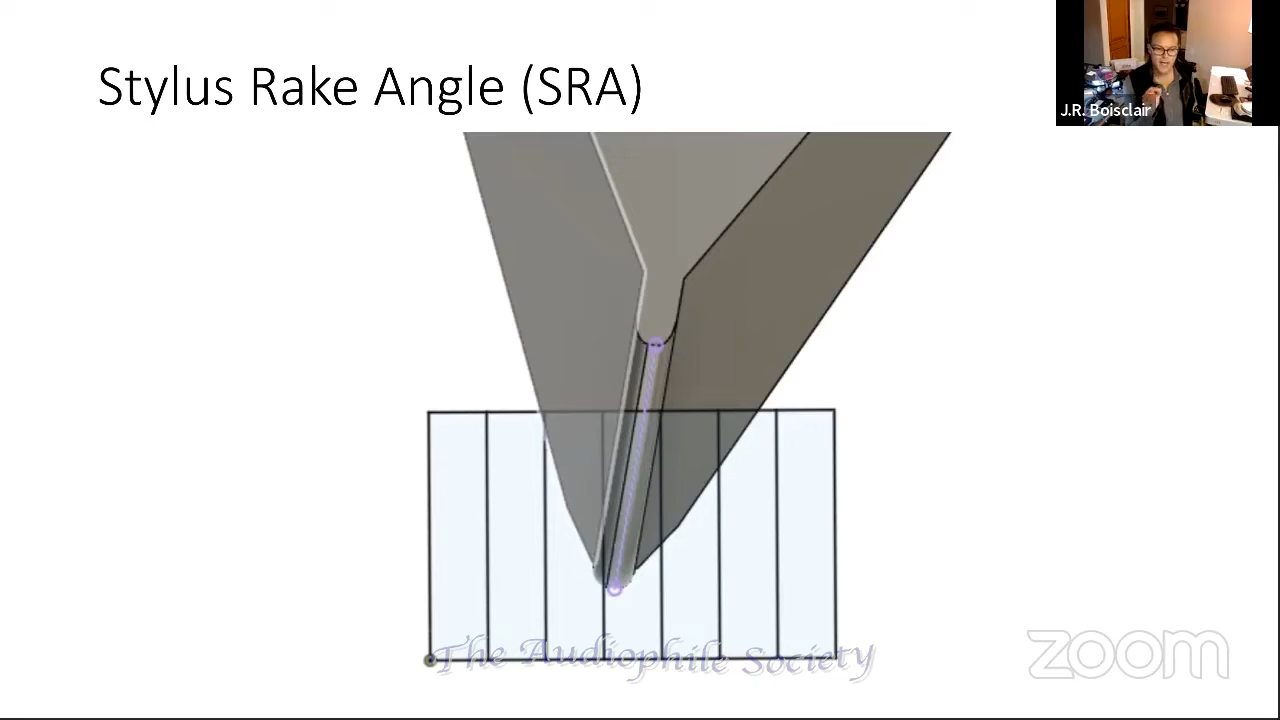 Stylus Rake Angle (SRA)
J.R. Boisclair
The Audiophile Society
zoom